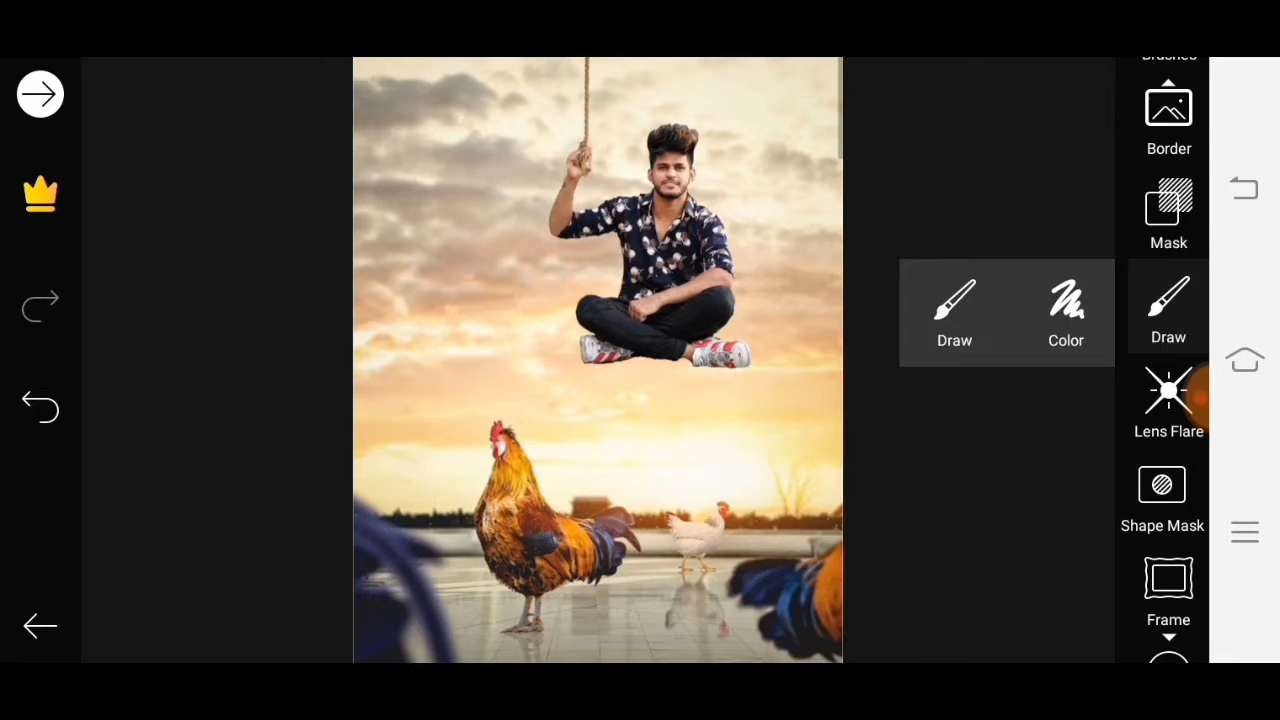 Brushes
Border
Mask
Draw
Color
Draw
Lens Flare
Shape Mask
Frame